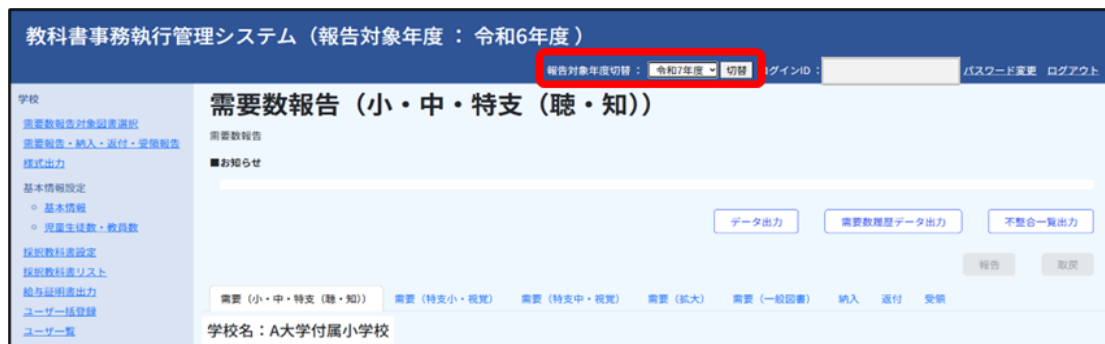 教科書事務執行管理システム（報告対象年度 ： 令和6年度 ）
報告対象年度切替 ： 令和7年度 切替 ログインID ： パスワード変更 ログアウト
学校
需要数報告対象図書選択
需要報告・納入・返付・受領報告
様式出力
基本情報設定
基本情報
児童生徒数・教員数
採択教科書設定
採択教科書リスト
給与証明書出力
ユーザー括登録
ユーザ一覧
需要数報告（小・中・特支（聴・知））
需要数報告
■お知らせ
データ出力 需要数履歴データ出力 不整合一覧出力
報告 取戻
需要（小・中・特支（聴・知）） 需要（特支小・視覚） 需要（特支中・視覚） 需要（拡大） 需要（一般図書） 納入 返付 受領
学校名：A大学付属小学校